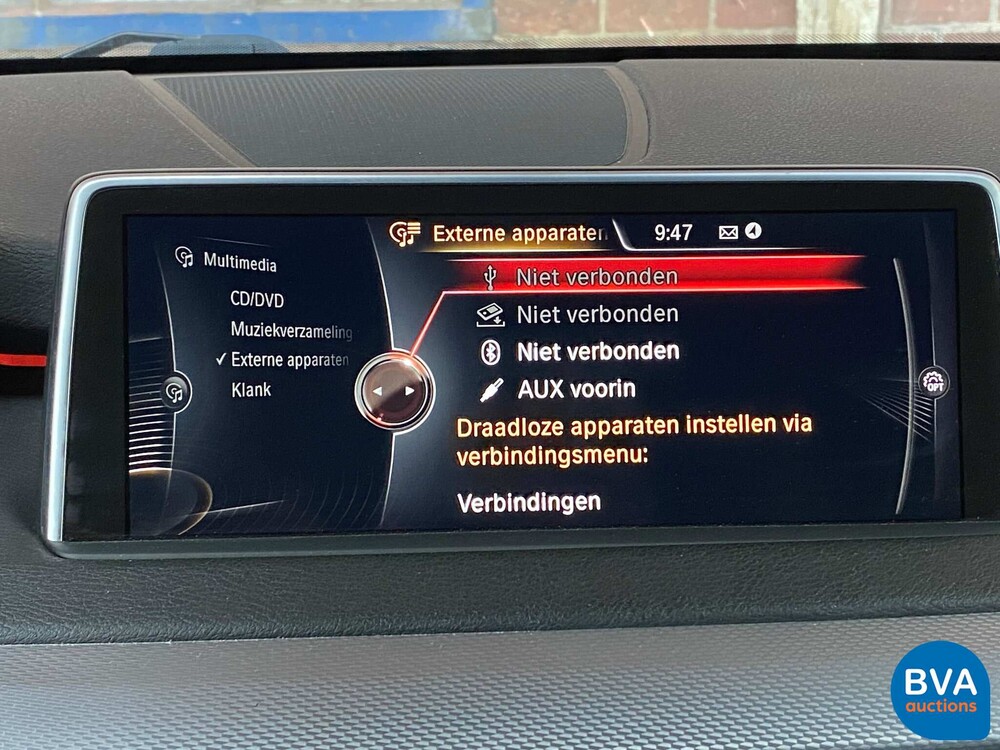 Externe apparaten
9:47
Multimedia
CD/DVD
Muziekverzameling
Externe apparaten
Klank
Niet verbonden
Niet verbonden
Niet verbonden
AUX voorin
Draadloze apparaten instellen via
verbindingsmenu:
Verbindingen
OPT
BVA
auctions